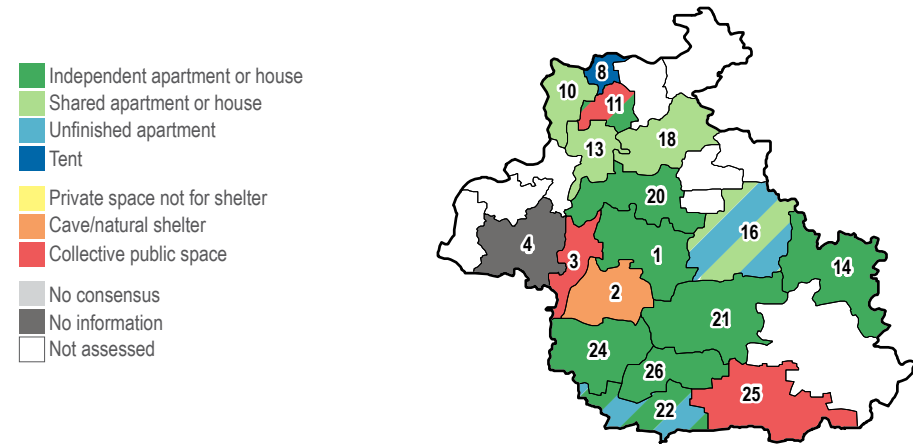 Independent apartment or house
Shared apartment or house
Unfinished apartment
Tent
Private space not for shelter
Cave/natural shelter
Collective public space
No consensus
No information
Not assessed
8
10
11
13
18
20
16
4
3
1
14
2
21
24
26
25
22